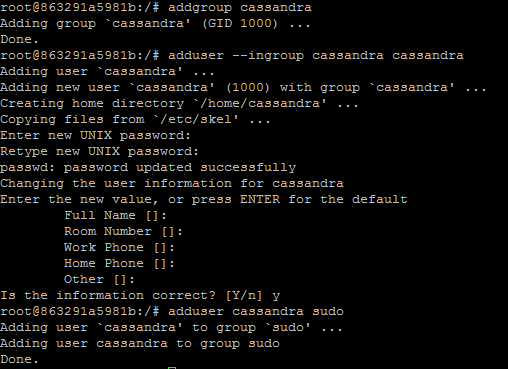 root@863291a5981b:/# addgroup cassandra
Adding group `cassandra' (GID 1000) ...
Done.
root@863291a5981b:/# adduser --ingroup cassandra cassandra
Adding user `cassandra' ...
Adding new user `cassandra' (1000) with group `cassandra' ...
Creating home directory `/home/cassandra' ...
Copying files from `/etc/skel' ...
Enter new UNIX password:
Retype new UNIX password:
passwd: password updated successfully
Changing the user information for cassandra
Enter the new value, or press ENTER for the default
        Full Name []:
        Room Number []:
        Work Phone []:
        Home Phone []:
        Other []:
Is the information correct? [Y/n] y
root@863291a5981b:/# adduser cassandra sudo
Adding user `cassandra' to group `sudo' ...
Adding user cassandra to group sudo
Done.